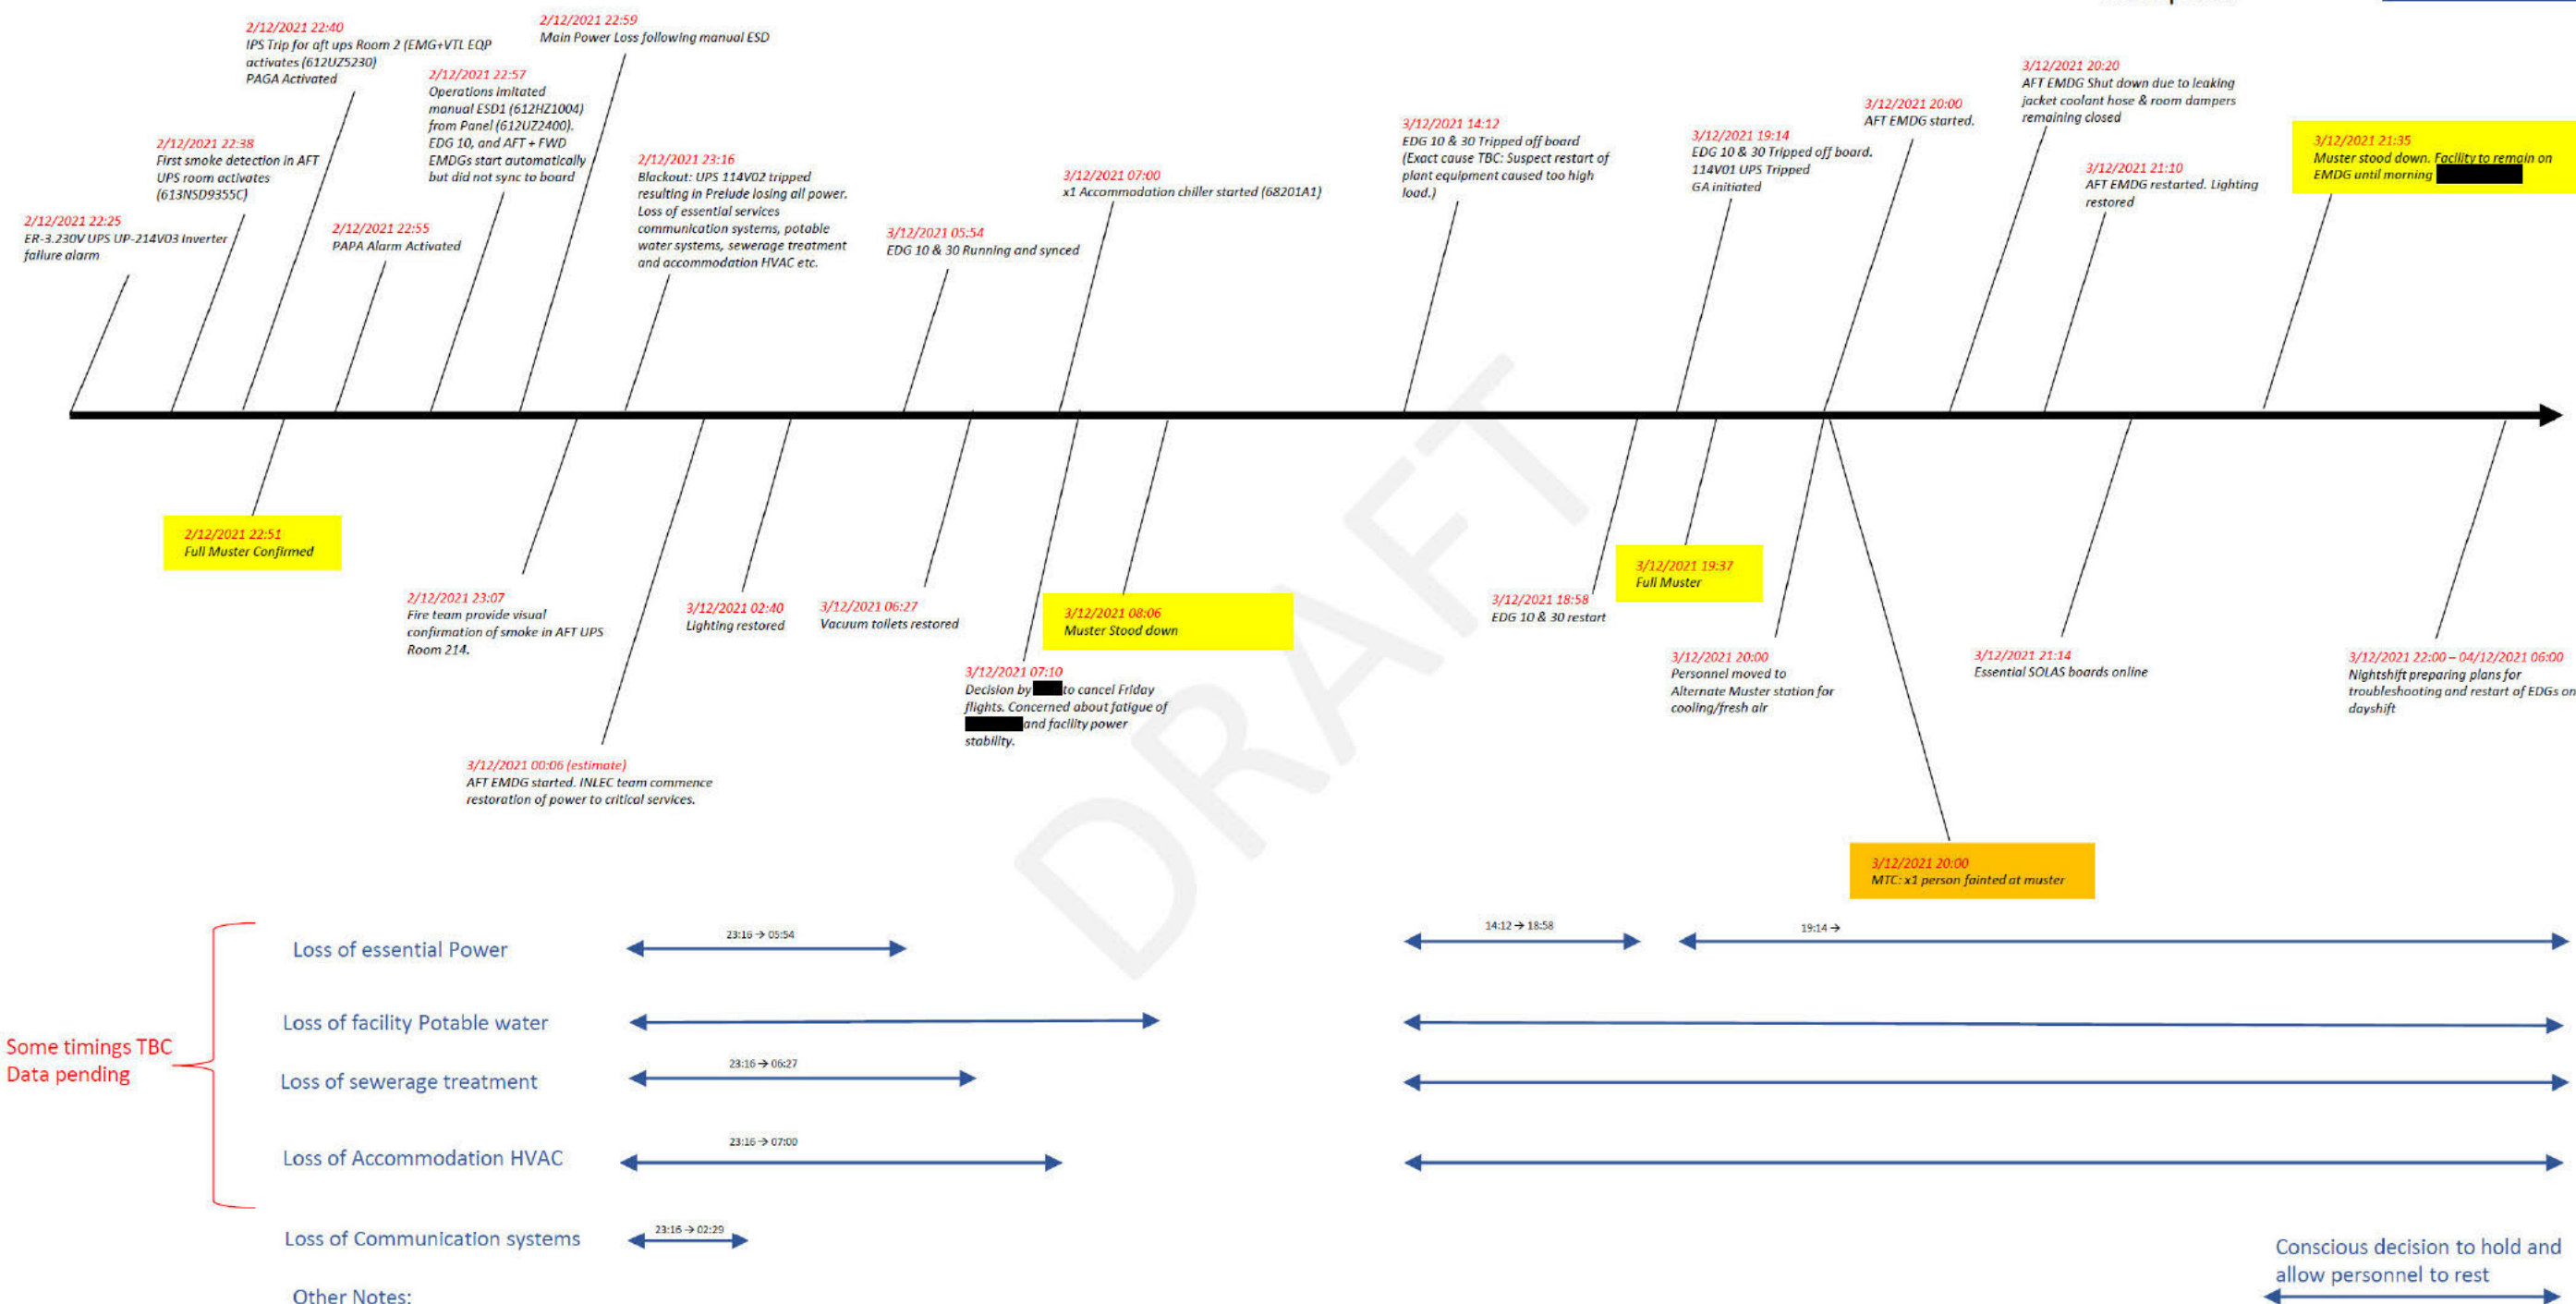 2/12/2021 22:40
IPS Trip for aft ups Room 2 (EMG+VTL EQP
activates (612UZ5230)
PAGA Activated
2/12/2021 22:59
Main Power Loss following manual ESD
2/12/2021 22:57
Operations imitated
manual ESD1 (612HZ1004)
from Panel (612UZ2400).
EDG 10, and AFT + FWD
EMDGs start automatically
but did not sync to board
2/12/2021 22:38
First smoke detection in AFT
UPS room activates
(613NSD9355C)
2/12/2021 22:25
ER-3.230V UPS UP-214V03 Inverter
failure alarm
2/12/2021 22:55
PAPA Alarm Activated
2/12/2021 23:16
Blackout: UPS 114V02 tripped
resulting in Prelude losing all power.
Loss of essential services
communication systems, potable
water systems, sewerage treatment
and accommodation HVAC etc.
3/12/2021 05:54
EDG 10 & 30 Running and synced
3/12/2021 07:00
x1 Accommodation chiller started (68201A1)
3/12/2021 14:12
EDG 10 & 30 Tripped off board
(Exact cause TBC: Suspect restart of
plant equipment caused too high
load.)
3/12/2021 19:14
EDG 10 & 30 Tripped off board.
114V01 UPS Tripped
GA initiated
3/12/2021 20:00
AFT EMDG started.
3/12/2021 20:20
AFT EMDG Shut down due to leaking
jacket coolant hose & room dampers
remaining closed
3/12/2021 21:10
AFT EMDG restarted. Lighting
restored
3/12/2021 21:35
Muster stood down. Facility to remain on
EMDG until morning
2/12/2021 22:51
Full Muster Confirmed
2/12/2021 23:07
Fire team provide visual
confirmation of smoke in AFT UPS
Room 214.
3/12/2021 00:06 (estimate)
AFT EMDG started. INLEC team commence
restoration of power to critical services.
3/12/2021 02:40
Lighting restored
3/12/2021 06:27
Vacuum toilets restored
3/12/2021 07:10
Decision by to cancel Friday
flights. Concerned about fatigue of
and facility power
stability.
3/12/2021 08:06
Muster Stood down
3/12/2021 18:58
EDG 10 & 30 restart
3/12/2021 19:37
Full Muster
3/12/2021 20:00
Personnel moved to
Alternate Muster station for
cooling/fresh air
3/12/2021 20:00
MTC: x1 person fainted at muster
3/12/2021 21:14
Essential SOLAS boards online
3/12/2021 22:00 – 04/12/2021 06:00
Nightshift preparing plans for
troubleshooting and restart of EDGs on
dayshift
DRAFT
Some timings TBC
Data pending
Loss of essential Power
23:16 → 05:54
14:12 → 18:58
19:14 →
Loss of facility Potable water
Loss of sewerage treatment
23:16 → 06:27
Loss of Accommodation HVAC
23:16 → 07:00
Loss of Communication systems
23:16 → 02:29
Other Notes:
Conscious decision to hold and
allow personnel to rest